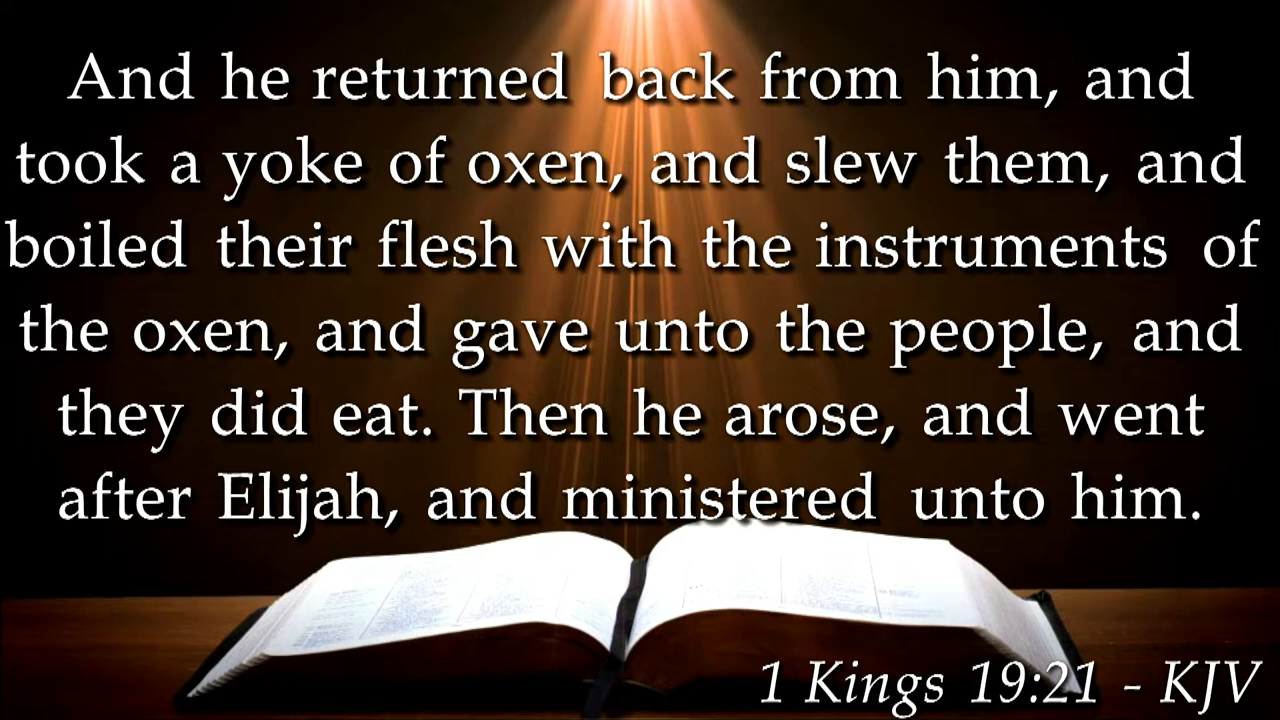 And he returned back from him, and
took a yoke of oxen, and slew them, and
boiled their flesh with the instruments of
the oxen, and gave unto the people, and
they did eat. Then he arose, and went
after Elijah, and ministered unto him.
1 Kings 19:21 - KJV